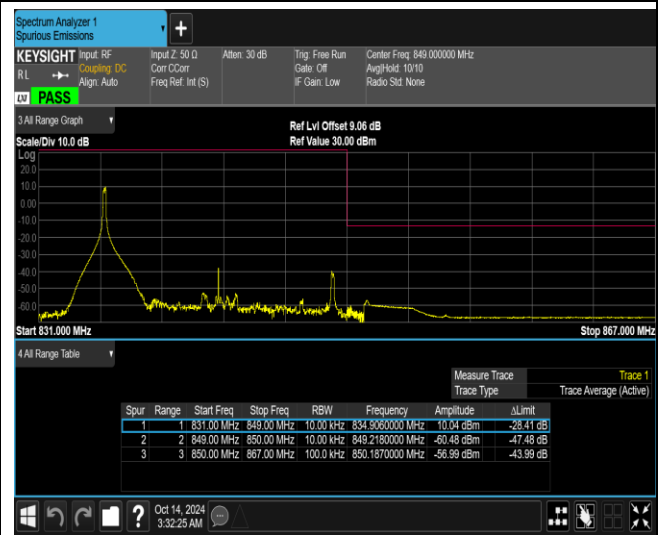 Spectrum Analyzer 1
Spurious Emissions
+
KEYSIGHT Input: RF Input Z: 50 Ω Atten: 30 dB Trig: Free Run Center Freq: 849.000000 MHz
RL Coupling: DC Corr CCorr Gate: Off Avg|Hold: 10/10
Align: Auto Freq Ref: Int (S) IF Gain: Low Radio Std: None
LXI PASS
3 All Range Graph
Ref Lvl Offset 9.06 dB
Scale/Div 10.0 dB Ref Value 30.00 dBm
Log
20.0
10.0
0.00
-10.0
-20.0
-30.0
-40.0
-50.0
-60.0
Start 831.000 MHz Stop 867.000 MHz
4 All Range Table
Measure Trace Trace 1
Trace Type Trace Average (Active)
Spur Range Start Freq Stop Freq RBW Frequency Amplitude ΔLimit
1 1 831.00 MHz 849.00 MHz 10.00 kHz 834.9060000 MHz 10.04 dBm -28.41 dB
2 2 849.00 MHz 850.00 MHz 10.00 kHz 849.2180000 MHz -60.48 dBm -47.48 dB
3 3 850.00 MHz 867.00 MHz 100.0 kHz 850.1870000 MHz -56.99 dBm -43.99 dB
? Oct 14, 2024
3:32:25 AM